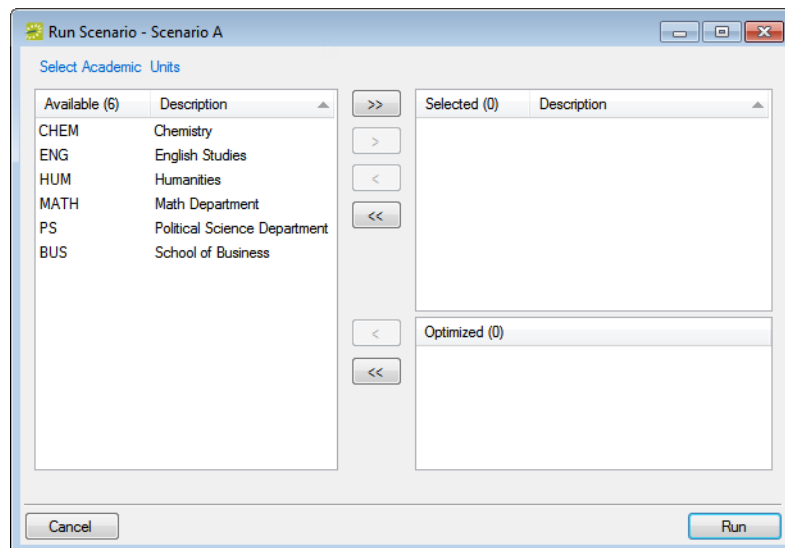 Run Scenario - Scenario A
Select Academic Units
Available (6) Description
CHEM Chemistry
ENG English Studies
HUM Humanities
MATH Math Department
PS Political Science Department
BUS School of Business
>>
>
<
<<
Selected (0) Description
<
<<
Optimized (0)
Cancel
Run